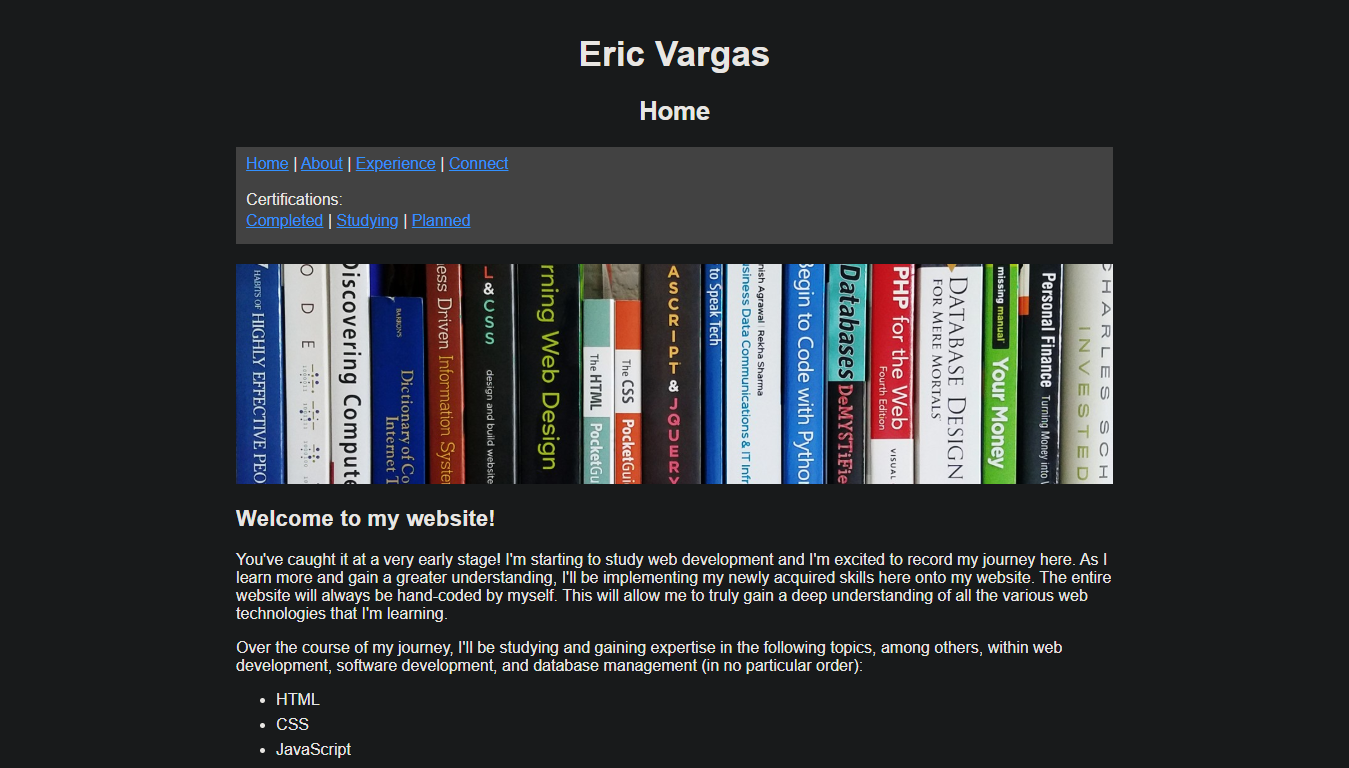 Eric Vargas
Home
Home | About | Experience | Connect
Certifications:
Completed | Studying | Planned
HABITS OF HIGHLY EFFECTIVE PEO
O D E
Discovering Compute
BARRON'S
Dictionary of Co
Internet T
ness Driven Information System
L & CSS
design and build website
rning Web Design
The HTML PocketGu
The CSS PocketGui
ASCRIPT & JQUERY
to Speak Tech
nish Agrawal Rekha Sharma
usiness Data Communications & IT Infr
Begin to Code with Python
Databases DeMYSTiFie
PHP for the Web
Fourth Edition
VISUAL
DATABASE DESIGN
FOR MERE MORTALS
missing manual
Your Money
Personal Finance Turning Money into
CHARLES SCH
INVESTED
Welcome to my website!
You've caught it at a very early stage! I'm starting to study web development and I'm excited to record my journey here. As I
learn more and gain a greater understanding, I'll be implementing my newly acquired skills here onto my website. The entire
website will always be hand-coded by myself. This will allow me to truly gain a deep understanding of all the various web
technologies that I'm learning.
Over the course of my journey, I'll be studying and gaining expertise in the following topics, among others, within web
development, software development, and database management (in no particular order):
• HTML
• CSS
• JavaScript